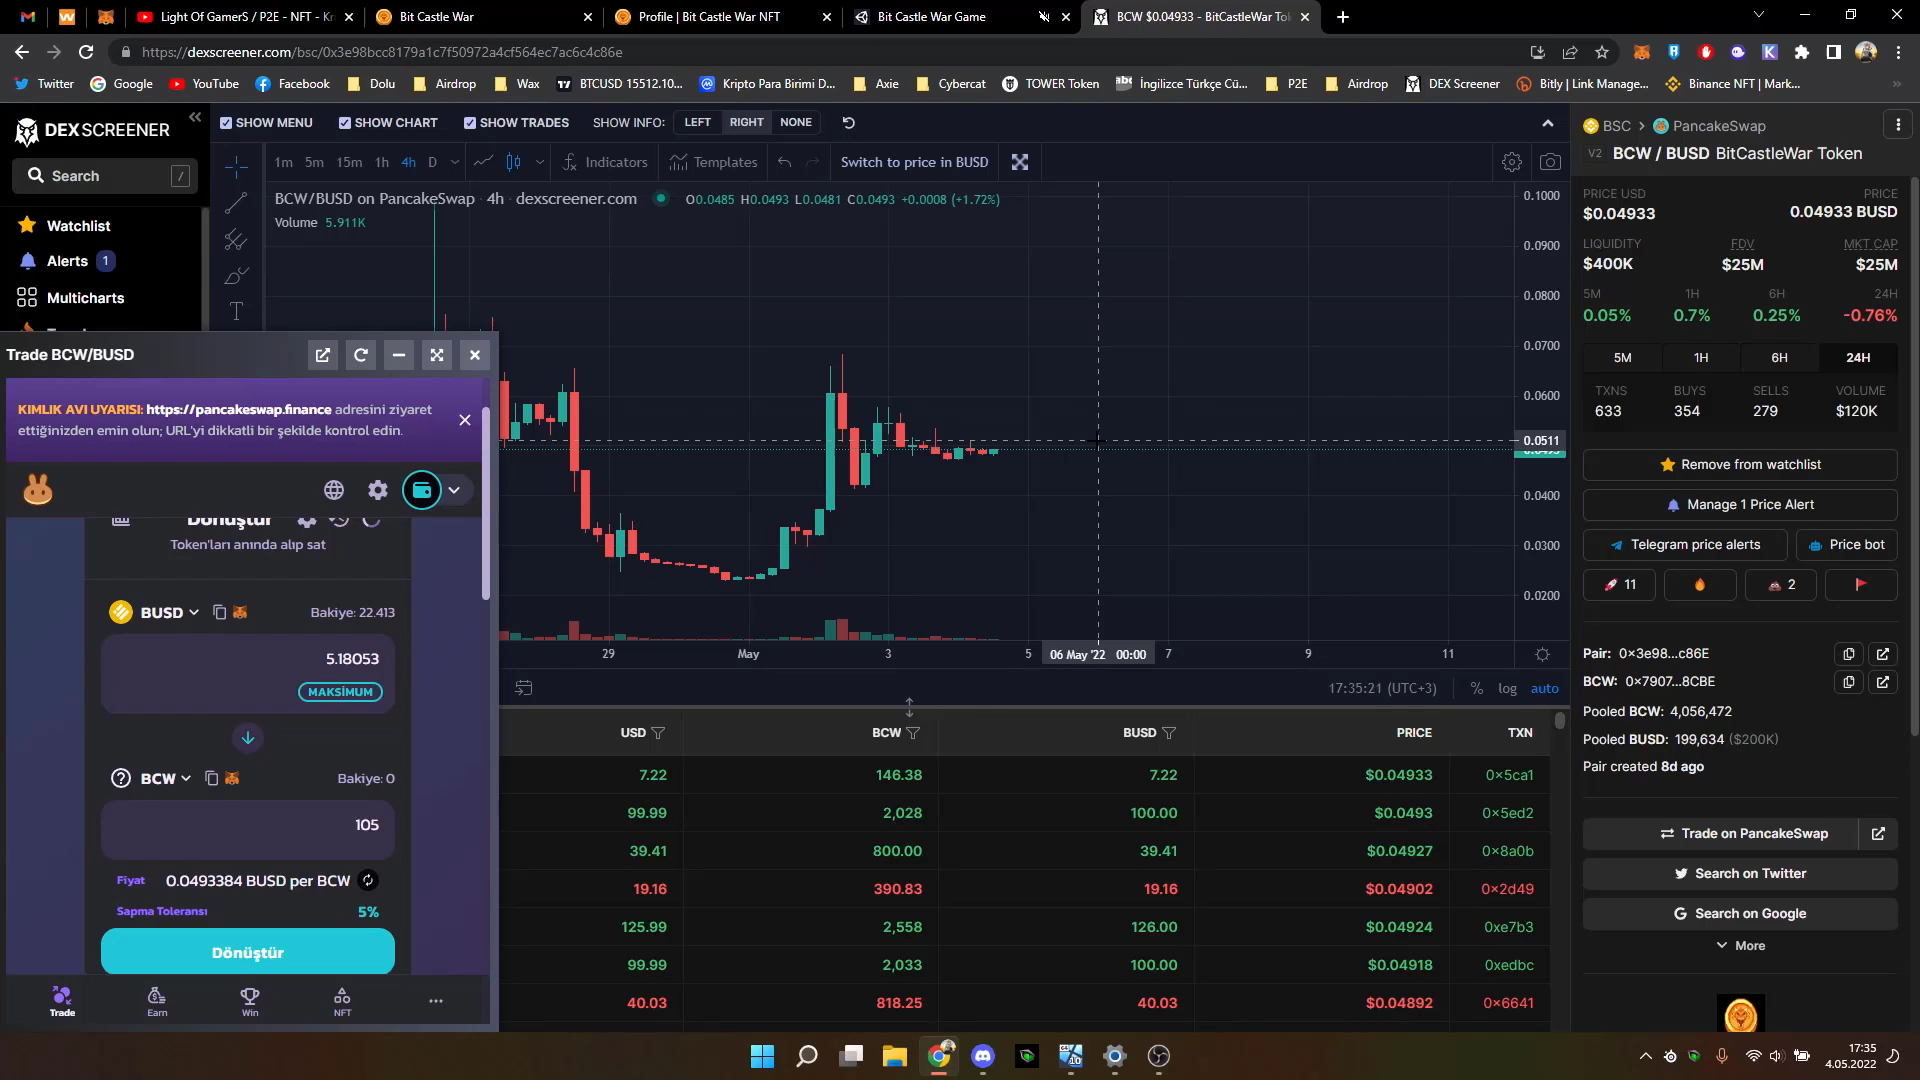 Light Of GamerS / P2E - NFT - Kr
Bit Castle War
Profile | Bit Castle War NFT
Bit Castle War Game
BCW $0.04933 - BitCastleWar To
https://dexscreener.com/bsc/0x3e98bcc8179a1c7f50972a4cf564ec7ac6c4c86e
Twitter
Google
YouTube
Facebook
Dolu
Airdrop
Wax
BTCUSD 15512.10...
Kripto Para Birimi D...
Axie
Cybercat
TOWER Token
abc
İngilizce Türkçe Cü...
P2E
Airdrop
DEX Screener
Bitly | Link Manage...
Binance NFT | Mark...
DEX SCREENER
Search /
Watchlist
Alerts 1
Multicharts
SHOW MENU SHOW CHART SHOW TRADES SHOW INFO: LEFT RIGHT NONE
1m 5m 15m 1h 4h D Indicators Templates Switch to price in BUSD
BCW/BUSD on PancakeSwap · 4h · dexscreener.com O0.0485 H0.0493 L0.0481 C0.0493 +0.0008 (+1.72%)
Volume 5.911K
0.1000
0.0900
0.0800
0.0700
0.0600
0.0511
0.0400
0.0300
0.0200
29 May 3 5 06 May '22 00:00 7 9 11
17:35:21 (UTC+3) % log auto
Trade BCW/BUSD
KIMLIK AVI UYARISI: https://pancakeswap.finance adresini ziyaret
ettiğinizden emin olun; URL'yi dikkatli bir şekilde kontrol edin.
Dönüştür
Token'ları anında alıp sat
BUSD Bakiye: 22.413
5.18053
MAKSİMUM
BCW Bakiye: 0
105
Fiyat 0.0493384 BUSD per BCW
Sapma Toleransı 5%
Dönüştür
Trade Earn Win NFT ...
USD BCW BUSD PRICE TXN
7.22 146.38 7.22 $0.04933 0x5ca1
99.99 2,028 100.00 $0.0493 0x5ed2
39.41 800.00 39.41 $0.04927 0x8a0b
19.16 390.83 19.16 $0.04902 0x2d49
125.99 2,558 126.00 $0.04924 0xe7b3
99.99 2,033 100.00 $0.04918 0xedbc
40.03 818.25 40.03 $0.04892 0x6641
BSC > PancakeSwap
V2 BCW / BUSD BitCastleWar Token
PRICE USD PRICE
$0.04933 0.04933 BUSD
LIQUIDITY FDV MKT CAP
$400K $25M $25M
5M 1H 6H 24H
0.05% 0.7% 0.25% -0.76%
5M 1H 6H 24H
TXNS BUYS SELLS VOLUME
633 354 279 $120K
Remove from watchlist
Manage 1 Price Alert
Telegram price alerts Price bot
11 2
Pair: 0x3e98...c86E
BCW: 0x7907...8CBE
Pooled BCW: 4,056,472
Pooled BUSD: 199,634 ($200K)
Pair created 8d ago
Trade on PancakeSwap
Search on Twitter
Search on Google
More
17:35
4.05.2022